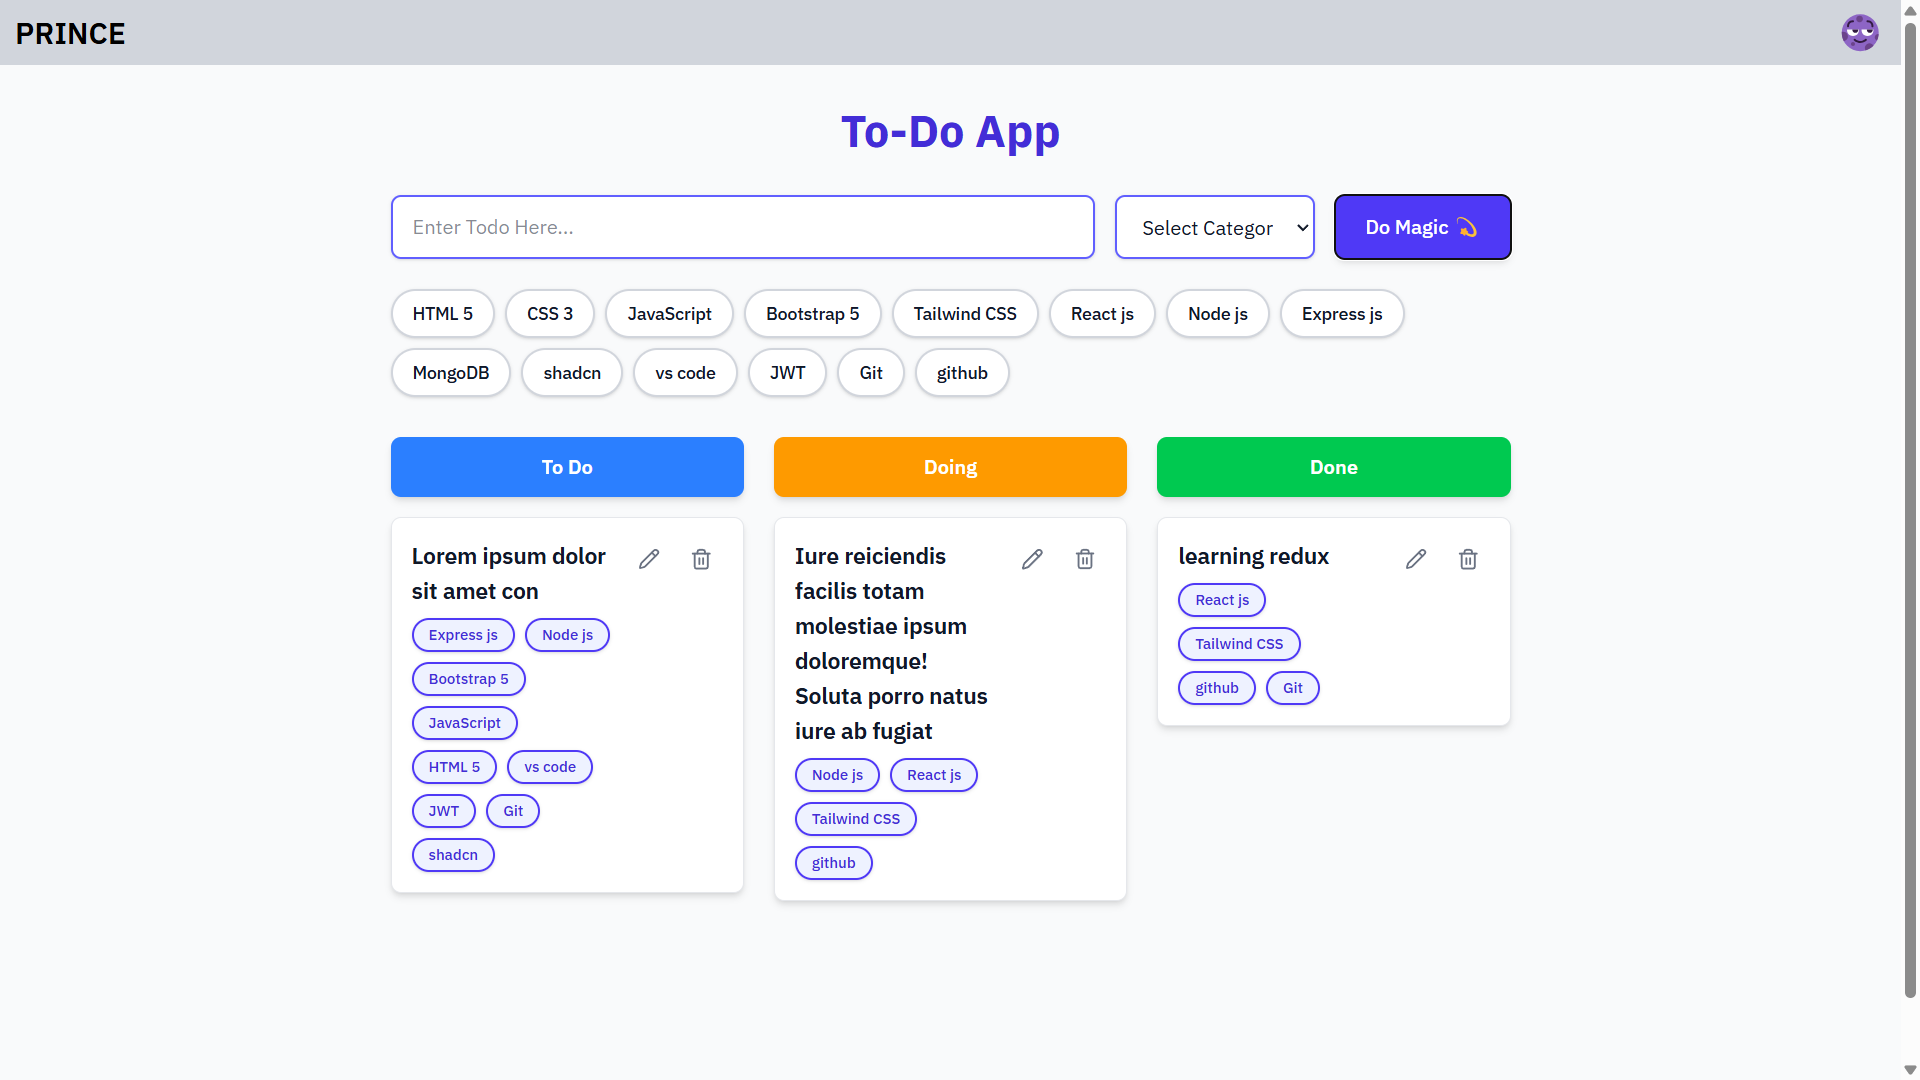 PRINCE
To-Do App
Enter Todo Here...
Select Categor
Do Magic 💫
HTML 5 CSS 3 JavaScript Bootstrap 5 Tailwind CSS React js Node js Express js
MongoDB shadcn vs code JWT Git github
To Do
Lorem ipsum dolor
sit amet con
Express js Node js
Bootstrap 5
JavaScript
HTML 5 vs code
JWT Git
shadcn
Doing
Iure reiciendis
facilis totam
molestiae ipsum
doloremque!
Soluta porro natus
iure ab fugiat
Node js React js
Tailwind CSS
github
Done
learning redux
React js
Tailwind CSS
github Git